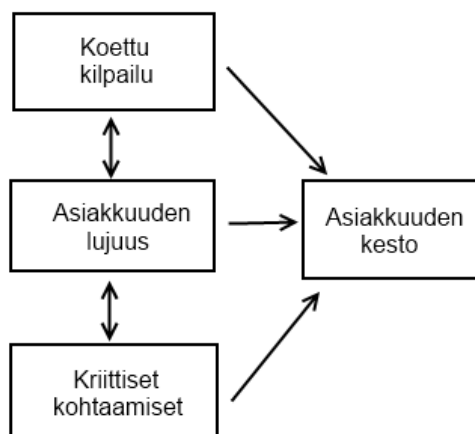 Koettu
kilpailu
Asiakkuuden
lujuus
Asiakkuuden
kesto
Kriittiset
kohtaamiset